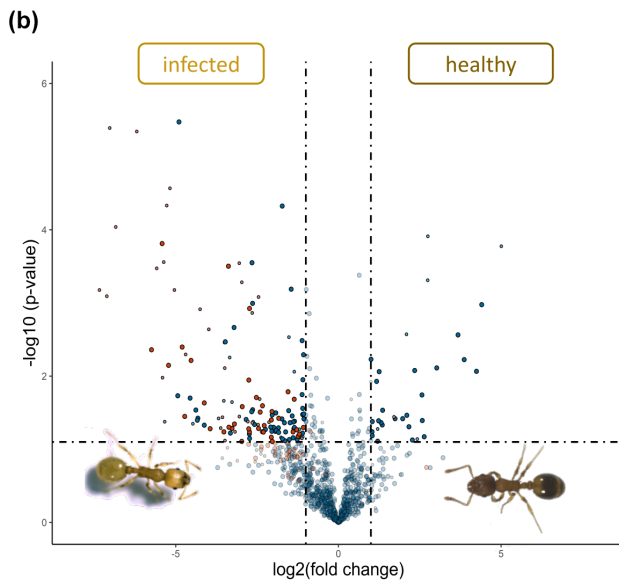 (b)
infected
healthy
6
4
2
0
-log10 (p-value)
-5
0
5
log2(fold change)